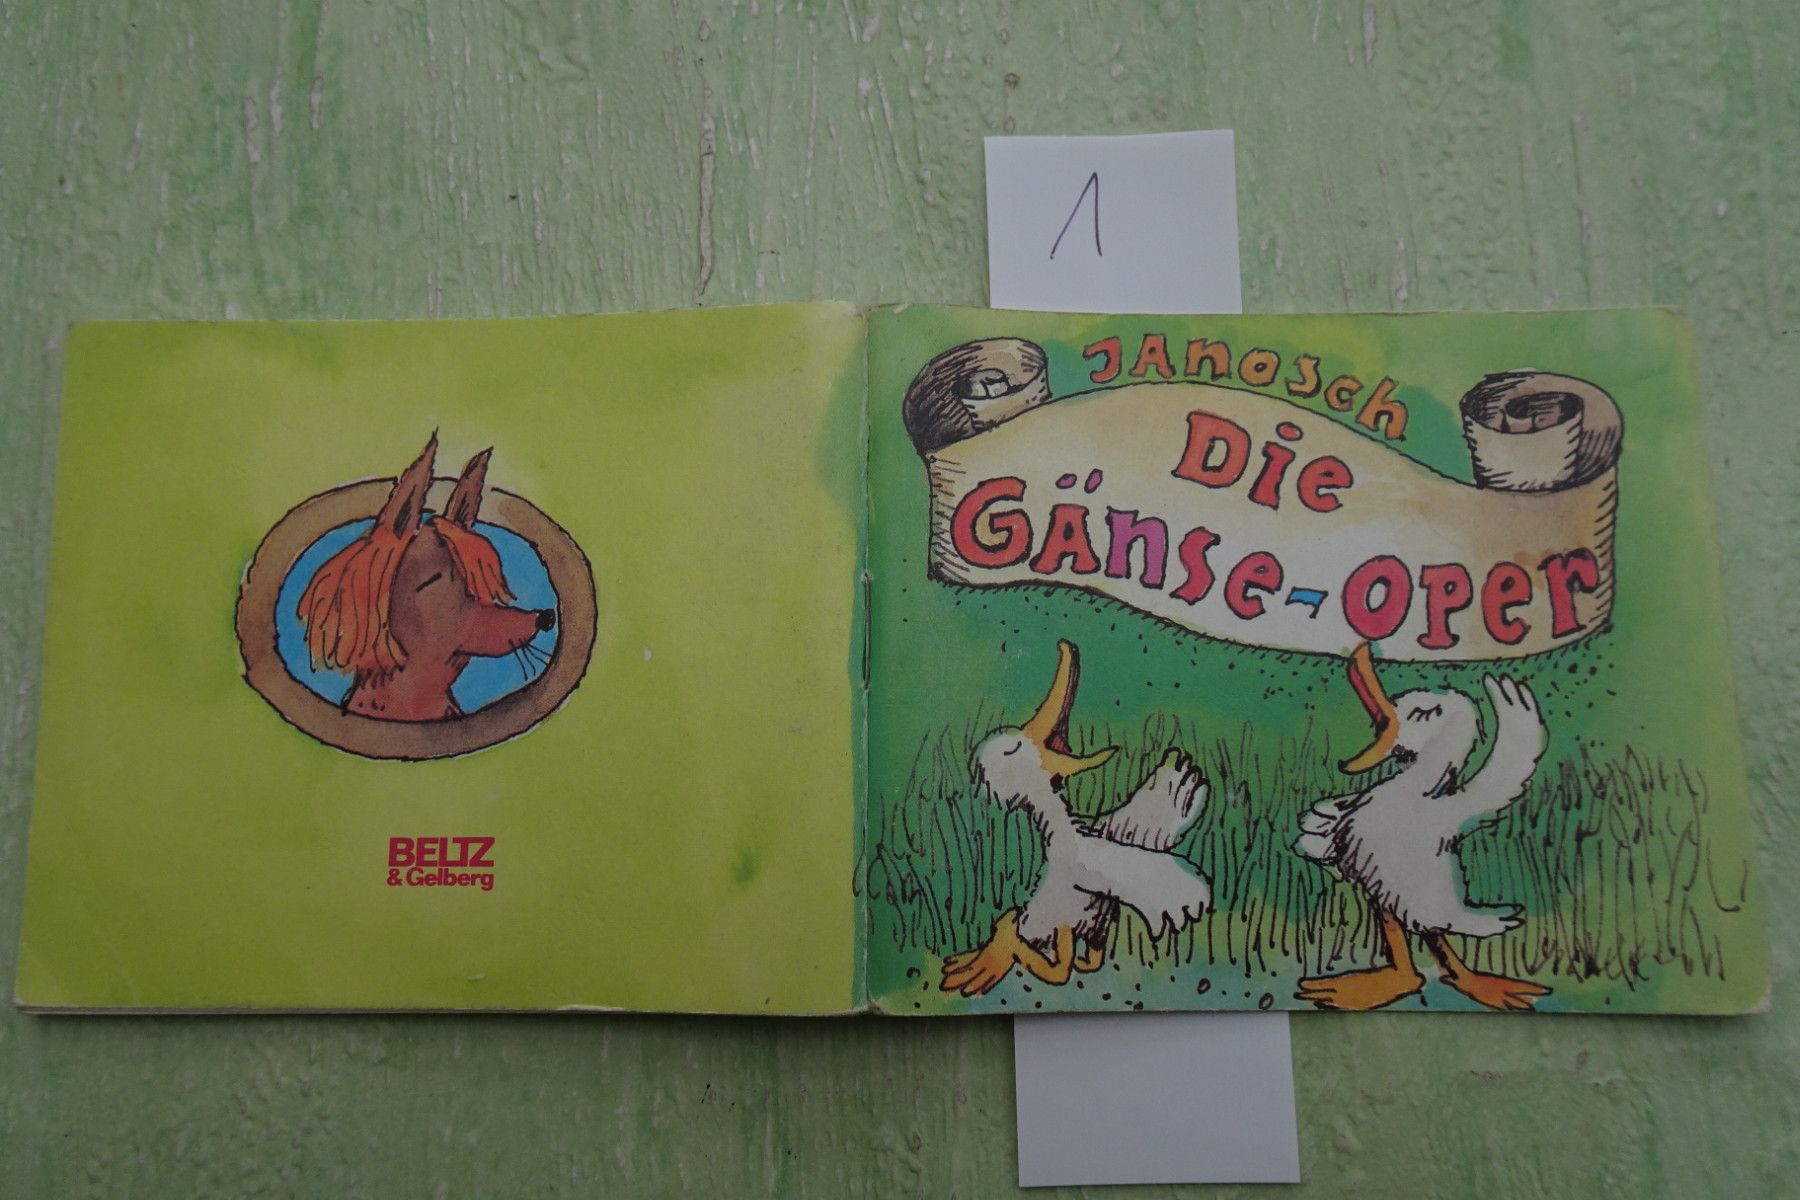 1
JANOSCH
Die
GÄNSE-OPER
BELTZ
& Gelberg